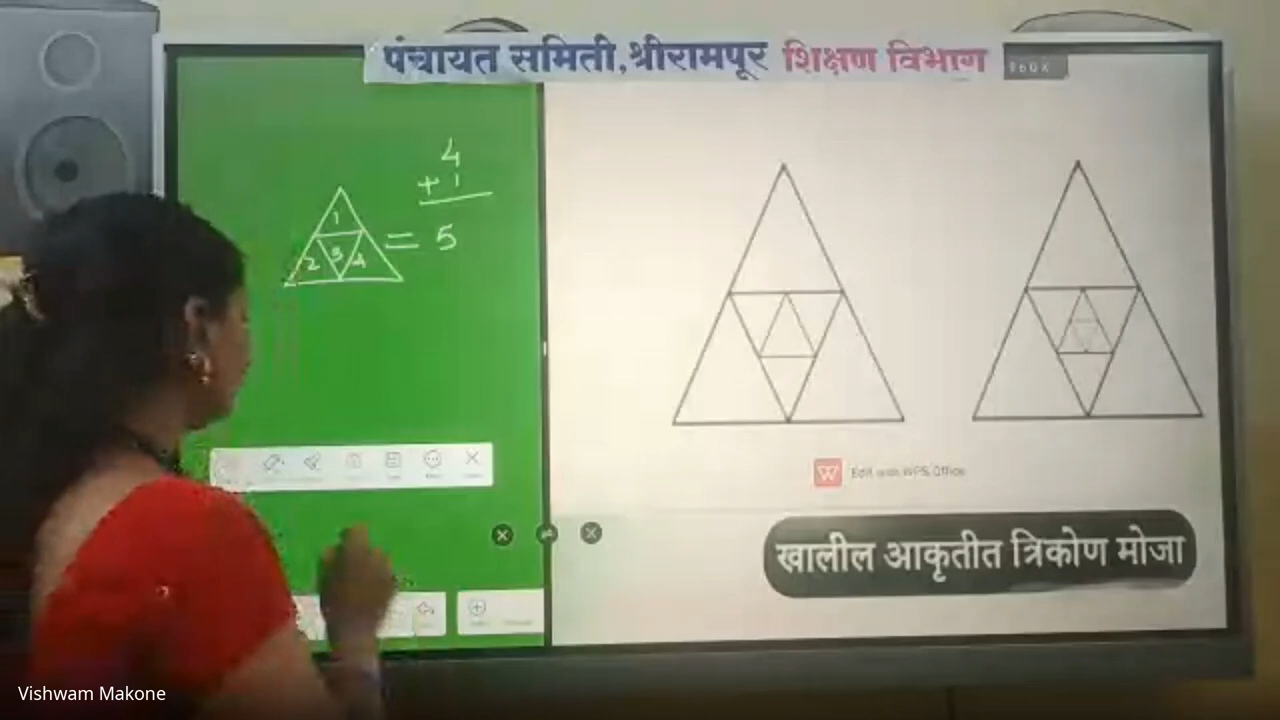 पंचायत समिती,श्रीरामपूर शिक्षण विभाग
4
+ 1
1
2 3 4 = 5
Edit with WPS Office
खालील आकृतीत त्रिकोण मोजा
Vishwam Makone